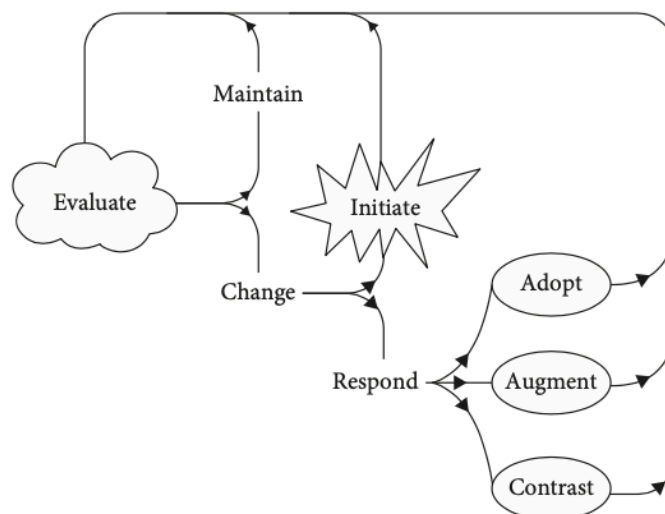 Maintain
Evaluate
Initiate
Change
Adopt
Respond
Augment
Contrast